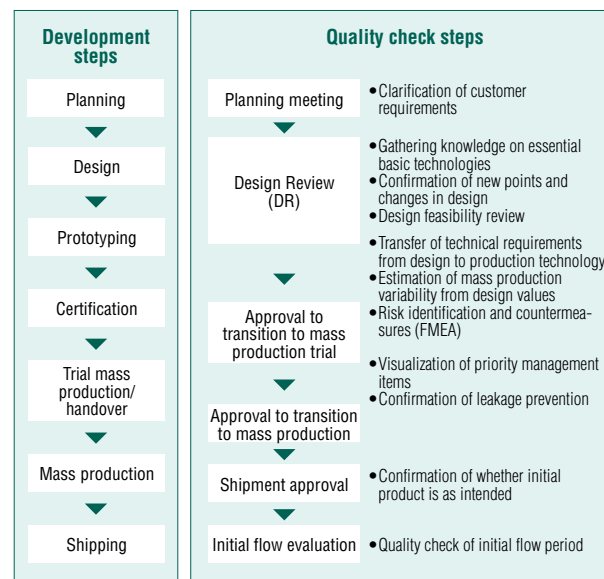 Development
steps
Planning
Design
Prototyping
Certification
Trial mass
production/
handover
Mass production
Shipping
Quality check steps
Planning meeting
•Clarification of customer
requirements
Design Review
(DR)
•Gathering knowledge on essential
basic technologies
•Confirmation of new points and
changes in design
•Design feasibility review
•Transfer of technical requirements
from design to production technology
•Estimation of mass production
variability from design values
•Risk identification and countermea-
sures (FMEA)
Approval to
transition to mass
production trial
•Visualization of priority management
items
•Confirmation of leakage prevention
Approval to transition
to mass production
Shipment approval
•Confirmation of whether initial
product is as intended
Initial flow evaluation
•Quality check of initial flow period